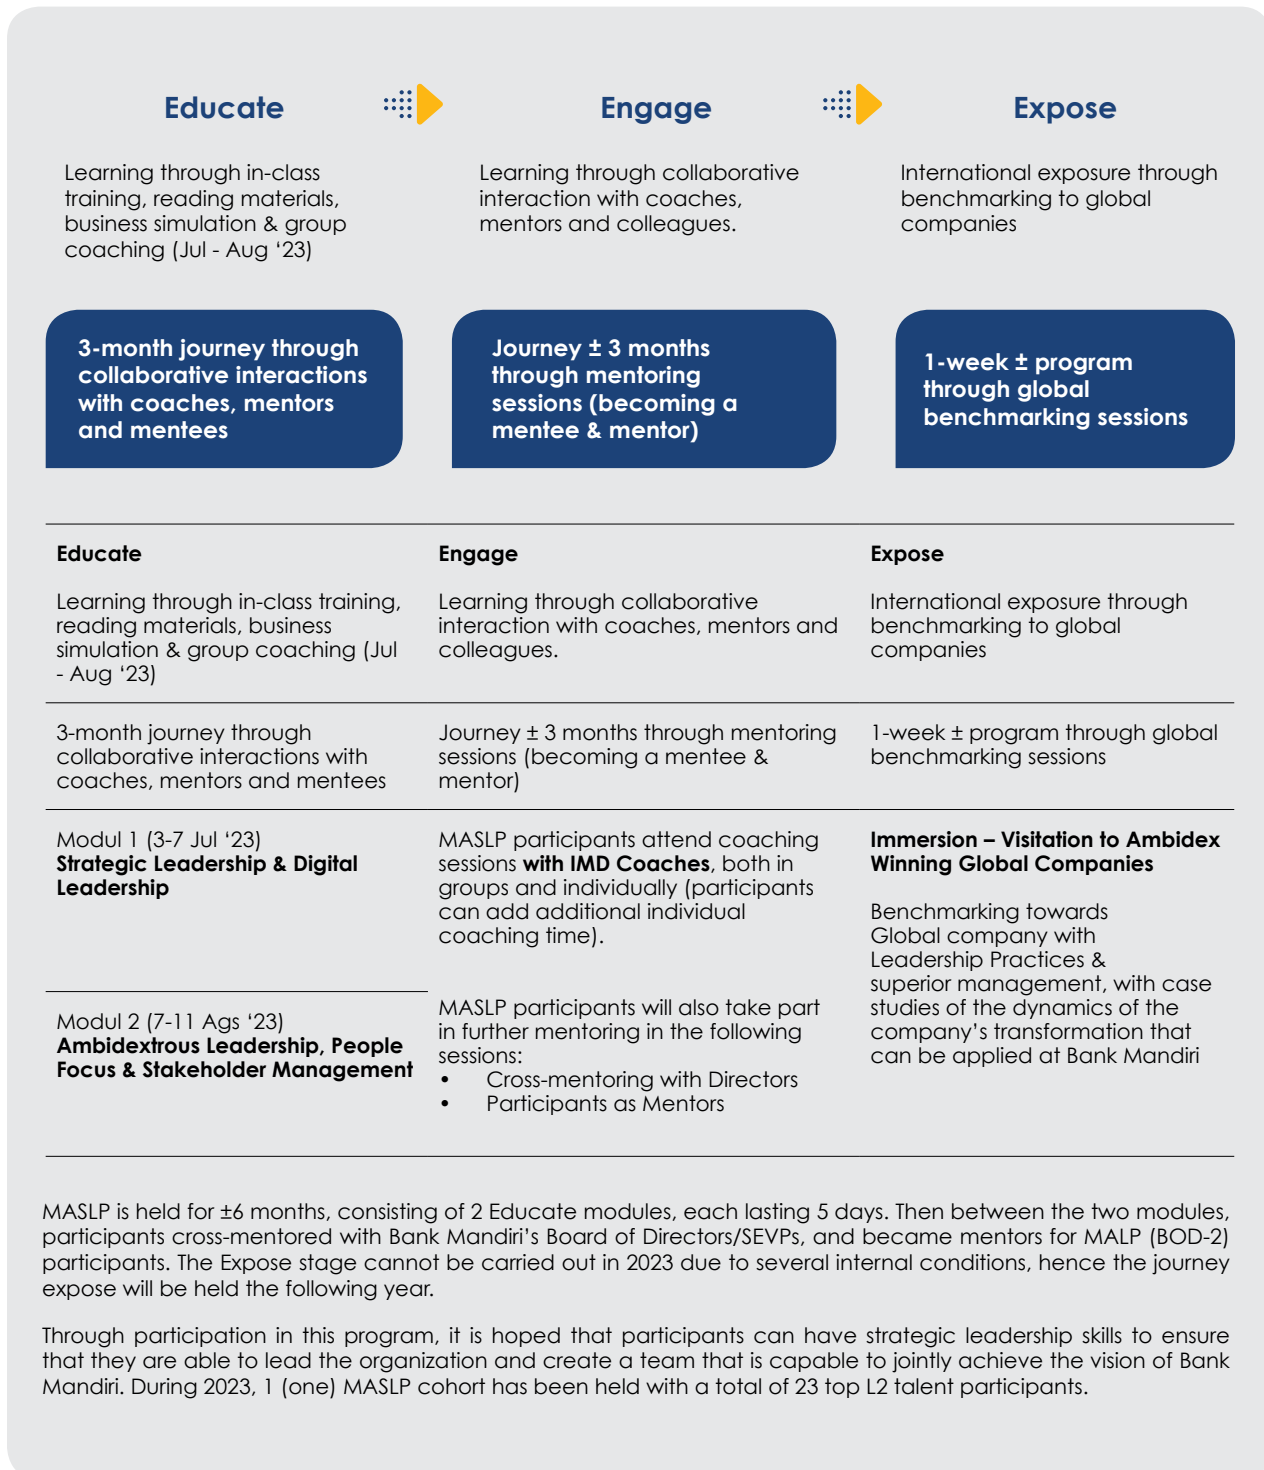 Educate
Engage
Expose
Learning through in-class
training, reading materials,
business simulation & group
coaching (Jul - Aug ‘23)
Learning through collaborative
interaction with coaches,
mentors and colleagues.
International exposure through
benchmarking to global
companies
3-month journey through
collaborative interactions
with coaches, mentors
and mentees
Journey ± 3 months
through mentoring
sessions (becoming a
mentee & mentor)
1-week ± program
through global
benchmarking sessions
Educate
Engage
Expose
Learning through in-class training,
reading materials, business
simulation & group coaching (Jul
- Aug ‘23)
Learning through collaborative
interaction with coaches, mentors and
colleagues.
International exposure through
benchmarking to global
companies
3-month journey through
collaborative interactions with
coaches, mentors and mentees
Journey ± 3 months through mentoring
sessions (becoming a mentee &
mentor)
1-week ± program through global
benchmarking sessions
Modul 1 (3-7 Jul ‘23)
Strategic Leadership & Digital
Leadership
Modul 2 (7-11 Ags ‘23)
Ambidextrous Leadership, People
Focus & Stakeholder Management
MASLP participants attend coaching
sessions with IMD Coaches, both in
groups and individually (participants
can add additional individual
coaching time).
MASLP participants will also take part
in further mentoring in the following
sessions:
• Cross-mentoring with Directors
• Participants as Mentors
Immersion – Visitation to Ambidex
Winning Global Companies
Benchmarking towards
Global company with
Leadership Practices &
superior management, with case
studies of the dynamics of the
company’s transformation that
can be applied at Bank Mandiri
MASLP is held for ±6 months, consisting of 2 Educate modules, each lasting 5 days. Then between the two modules,
participants cross-mentored with Bank Mandiri’s Board of Directors/SEVPs, and became mentors for MALP (BOD-2)
participants. The Expose stage cannot be carried out in 2023 due to several internal conditions, hence the journey
expose will be held the following year.
Through participation in this program, it is hoped that participants can have strategic leadership skills to ensure
that they are able to lead the organization and create a team that is capable to jointly achieve the vision of Bank
Mandiri. During 2023, 1 (one) MASLP cohort has been held with a total of 23 top L2 talent participants.